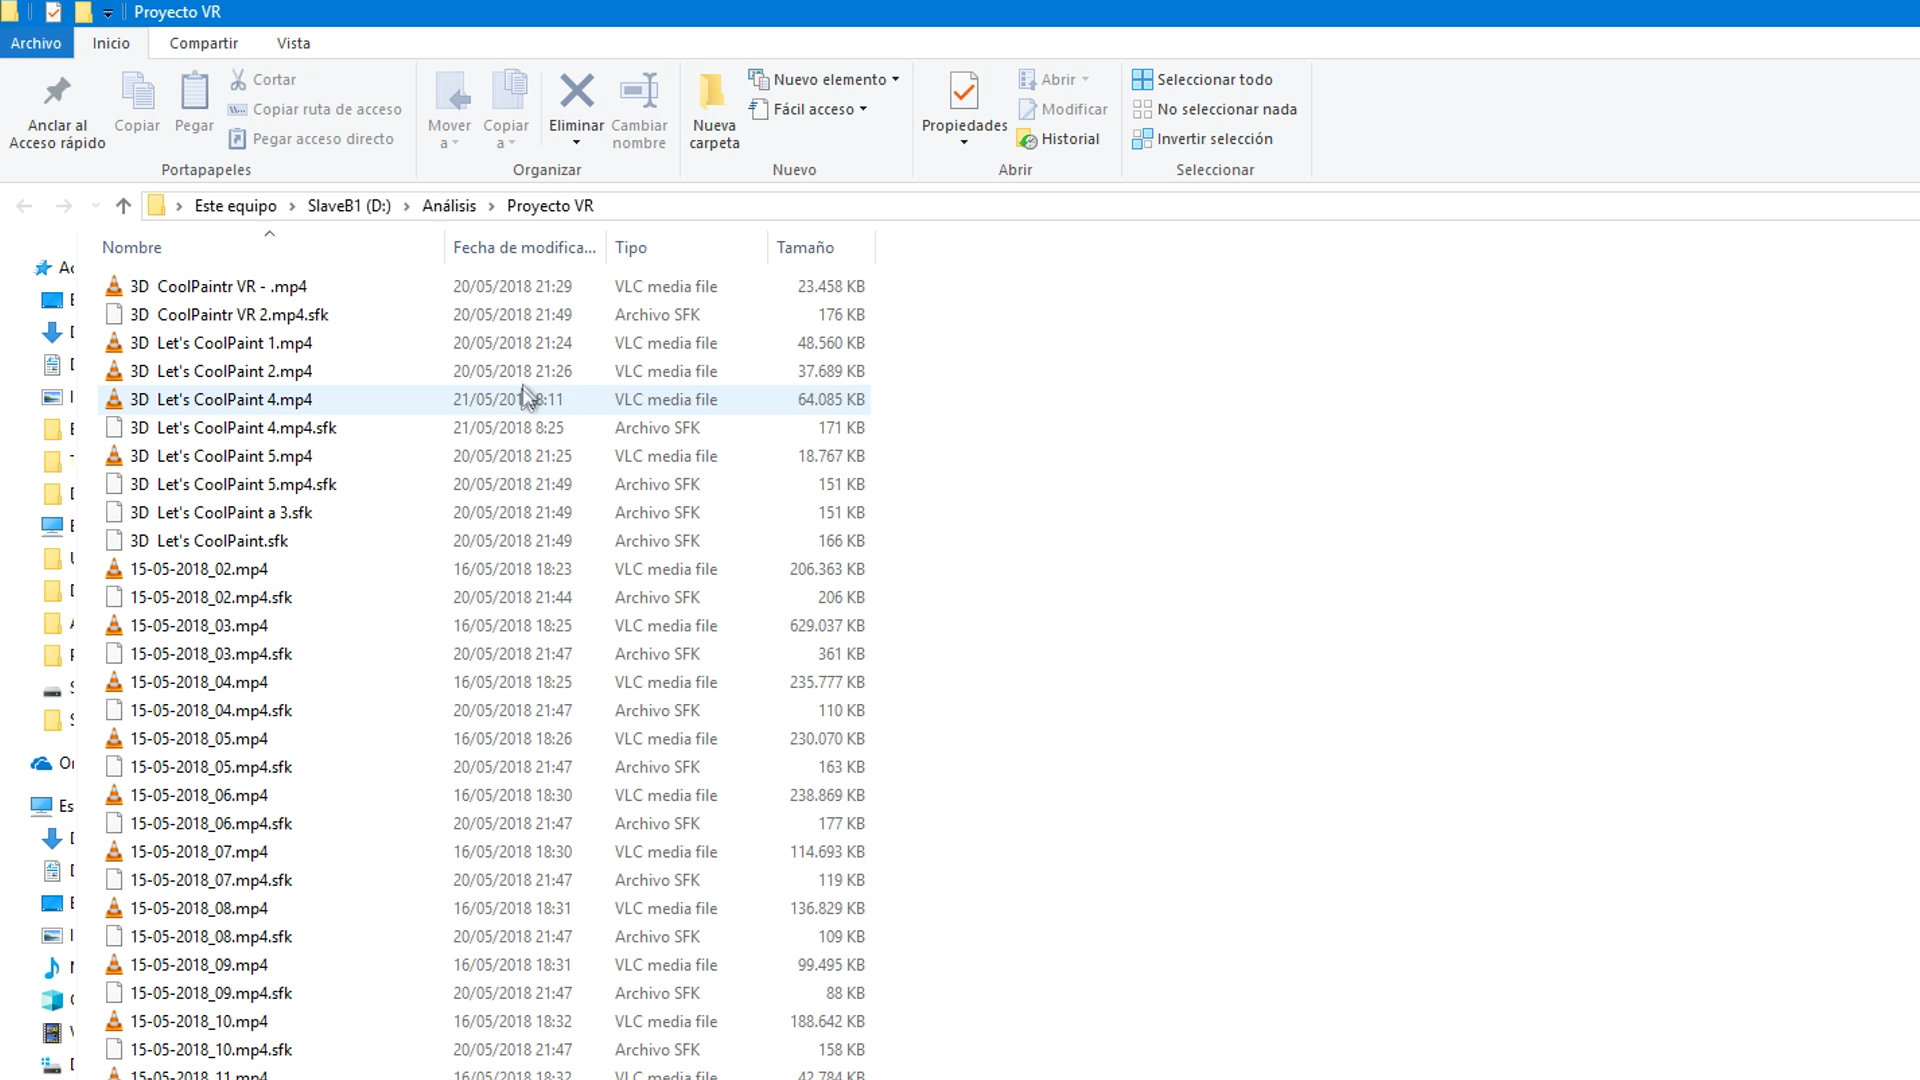 Proyecto VR
Archivo Inicio Compartir Vista
Anclar al Acceso rápido
Copiar
Pegar
Cortar
Copiar ruta de acceso
Pegar acceso directo
Portapapeles
Mover a
Copiar a
Eliminar
Cambiar nombre
Organizar
Nueva carpeta
Nuevo elemento
Fácil acceso
Nuevo
Propiedades
Abrir
Modificar
Historial
Abrir
Seleccionar todo
No seleccionar nada
Invertir selección
Seleccionar
Este equipo > SlaveB1 (D:) > Análisis > Proyecto VR
Nombre Fecha de modifica... Tipo Tamaño
3D CoolPaintr VR - .mp4 20/05/2018 21:29 VLC media file 23.458 KB
3D CoolPaintr VR 2.mp4.sfk 20/05/2018 21:49 Archivo SFK 176 KB
3D Let's CoolPaint 1.mp4 20/05/2018 21:24 VLC media file 48.560 KB
3D Let's CoolPaint 2.mp4 20/05/2018 21:26 VLC media file 37.689 KB
3D Let's CoolPaint 4.mp4 VLC media file 64.085 KB
3D Let's CoolPaint 4.mp4.sfk 21/05/2018 8:25 Archivo SFK 171 KB
3D Let's CoolPaint 5.mp4 20/05/2018 21:25 VLC media file 18.767 KB
3D Let's CoolPaint 5.mp4.sfk 20/05/2018 21:49 Archivo SFK 151 KB
3D Let's CoolPaint a 3.sfk 20/05/2018 21:49 Archivo SFK 151 KB
3D Let's CoolPaint.sfk 20/05/2018 21:49 Archivo SFK 166 KB
15-05-2018_02.mp4 16/05/2018 18:23 VLC media file 206.363 KB
15-05-2018_02.mp4.sfk 20/05/2018 21:44 Archivo SFK 206 KB
15-05-2018_03.mp4 16/05/2018 18:25 VLC media file 629.037 KB
15-05-2018_03.mp4.sfk 20/05/2018 21:47 Archivo SFK 361 KB
15-05-2018_04.mp4 16/05/2018 18:25 VLC media file 235.777 KB
15-05-2018_04.mp4.sfk 20/05/2018 21:47 Archivo SFK 110 KB
15-05-2018_05.mp4 16/05/2018 18:26 VLC media file 230.070 KB
15-05-2018_05.mp4.sfk 20/05/2018 21:47 Archivo SFK 163 KB
15-05-2018_06.mp4 16/05/2018 18:30 VLC media file 238.869 KB
15-05-2018_06.mp4.sfk 20/05/2018 21:47 Archivo SFK 177 KB
15-05-2018_07.mp4 16/05/2018 18:30 VLC media file 114.693 KB
15-05-2018_07.mp4.sfk 20/05/2018 21:47 Archivo SFK 119 KB
15-05-2018_08.mp4 16/05/2018 18:31 VLC media file 136.829 KB
15-05-2018_08.mp4.sfk 20/05/2018 21:47 Archivo SFK 109 KB
15-05-2018_09.mp4 16/05/2018 18:31 VLC media file 99.495 KB
15-05-2018_09.mp4.sfk 20/05/2018 21:47 Archivo SFK 88 KB
15-05-2018_10.mp4 16/05/2018 18:32 VLC media file 188.642 KB
15-05-2018_10.mp4.sfk 20/05/2018 21:47 Archivo SFK 158 KB
15-05-2018_11.mp4 16/05/2018 18:32 VLC media file 42.784 KB